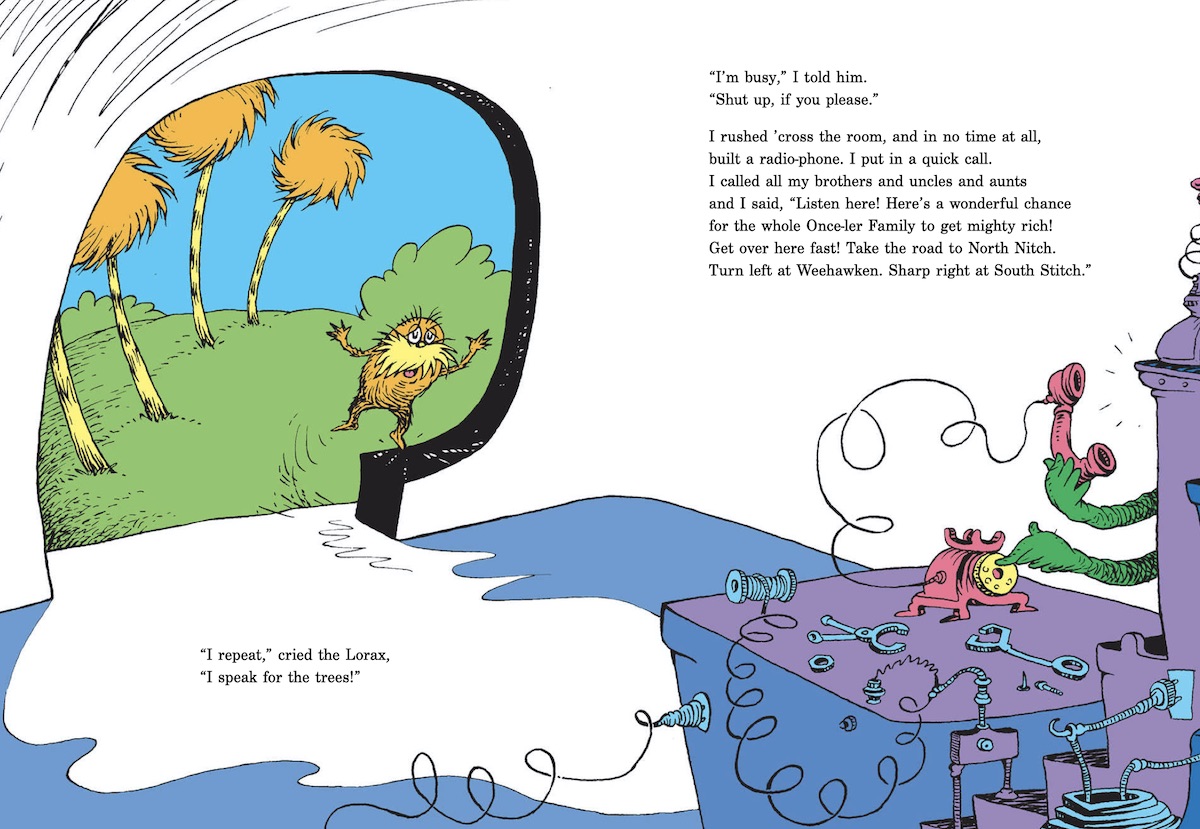 “I repeat,” cried the Lorax,
“I speak for the trees!”
“I’m busy,” I told him.
“Shut up, if you please.”
I rushed ’cross the room, and in no time at all,
built a radio-phone. I put in a quick call.
I called all my brothers and uncles and aunts
and I said, “Listen here! Here’s a wonderful chance
for the whole Once-ler Family to get mighty rich!
Get over here fast! Take the road to North Nitch.
Turn left at Weehawken. Sharp right at South Stitch.”